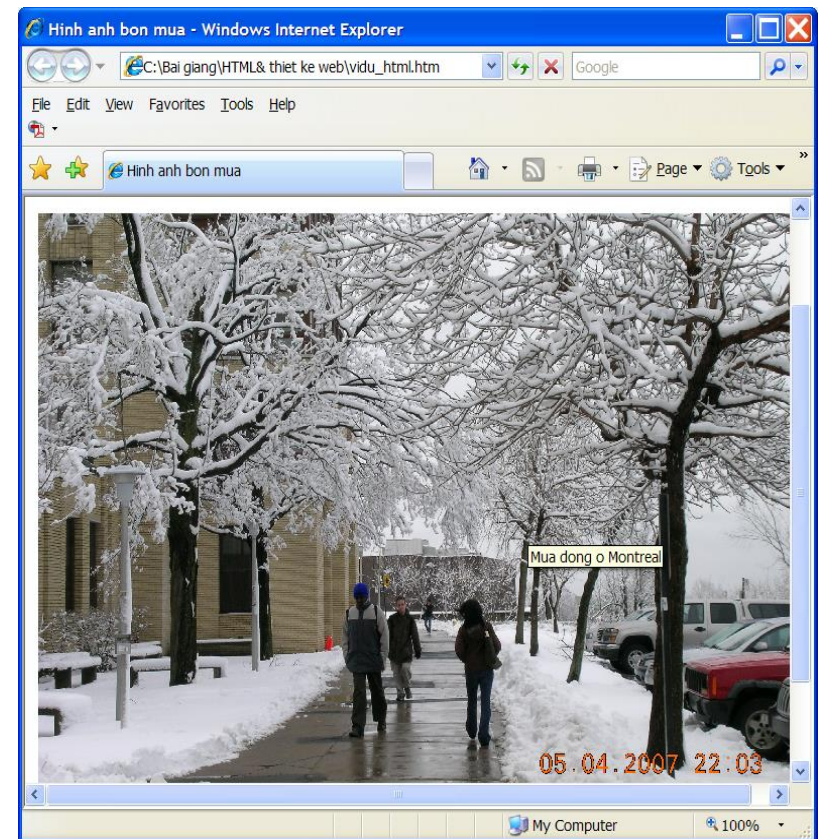 Hinh anh bon mua - Windows Internet Explorer
C:\Bai giang\HTML& thiet ke web\vidu_html.htm
Google
File Edit View Favorites Tools Help
Hinh anh bon mua
Page Tools »
Mua dong o Montreal
05.04.2007 22:03
My Computer 100%